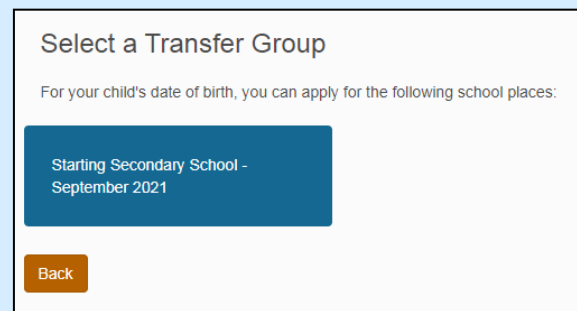 Select a Transfer Group
For your child's date of birth, you can apply for the following school places:
Starting Secondary School -
September 2021
Back